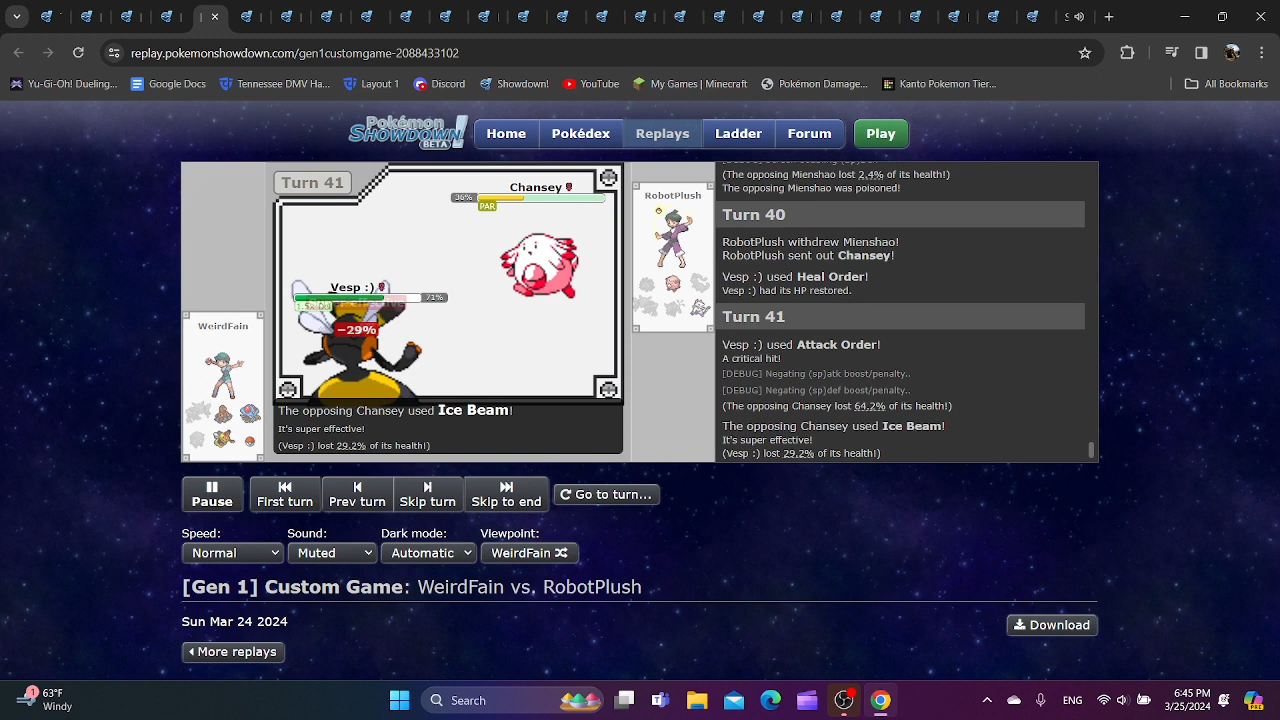 replay.pokemonshowdown.com/gen1customgame-2088433102
Yu-Gi-Oh! Dueling...
Google Docs
Tennessee DMV Ha...
Layout 1
Discord
Showdown!
YouTube
My Games | Minecraft
Pokémon Damage...
Kanto Pokemon Tier...
All Bookmarks
Pokémon
SHOWDOWN!
BETA
Home
Pokédex
Replays
Ladder
Forum
Play
Turn 41
Chansey
36%
PAR
Vesp :)
71%
−29%
The opposing Chansey used Ice Beam!
It's super effective!
(Vesp :) lost 29.2% of its health!)
WeirdFain
RobotPlush
(The opposing Mienshao lost 2.4% of its health!)
The opposing Mienshao was poisoned!
Turn 40
RobotPlush withdrew Mienshao!
RobotPlush sent out Chansey!
Vesp :) used Heal Order!
Vesp :) had its HP restored.
Turn 41
Vesp :) used Attack Order!
A critical hit!
[DEBUG] Negating (sp)atk boost/penalty..
[DEBUG] Negating (sp)def boost/penalty..
(The opposing Chansey lost 64.2% of its health!)
The opposing Chansey used Ice Beam!
It's super effective!
(Vesp :) lost 29.2% of its health!)
Pause
First turn
Prev turn
Skip turn
Skip to end
Go to turn...
Speed:
Sound:
Dark mode:
Viewpoint:
Normal
Muted
Automatic
WeirdFain
[Gen 1] Custom Game: WeirdFain vs. RobotPlush
Sun Mar 24 2024
Download
More replays
1
63°F
Windy
Search
ENG
6:45 PM
3/25/2024